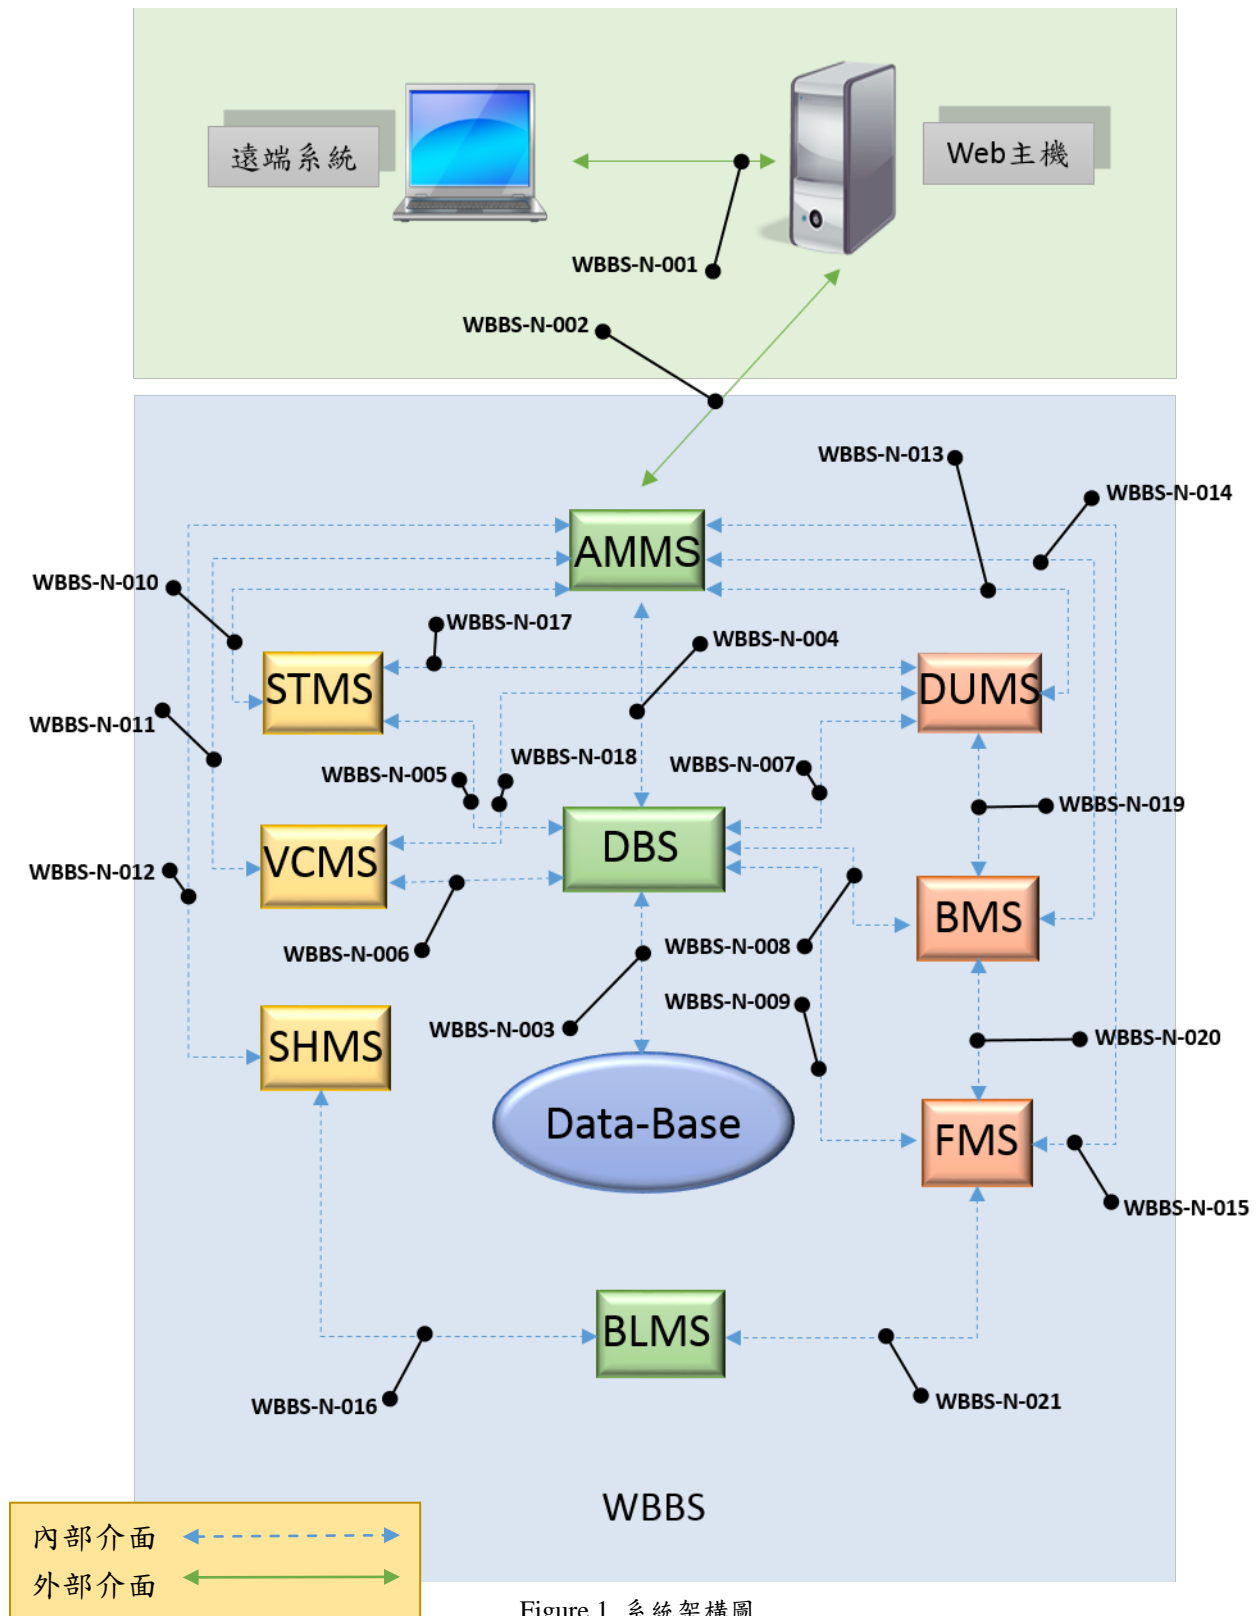 遠端系統
Web主機
WBBS-N-001
WBBS-N-002
WBBS-N-013
WBBS-N-014
AMMS
WBBS-N-010
WBBS-N-017
WBBS-N-004
STMS
DUMS
WBBS-N-011
WBBS-N-005
WBBS-N-018
WBBS-N-007
WBBS-N-019
VCMS
DBS
WBBS-N-012
BMS
WBBS-N-006
WBBS-N-008
WBBS-N-009
WBBS-N-003
SHMS
WBBS-N-020
Data-Base
FMS
WBBS-N-015
BLMS
WBBS-N-016
WBBS-N-021
WBBS
內部介面
外部介面
Figure 1 系統架構圖